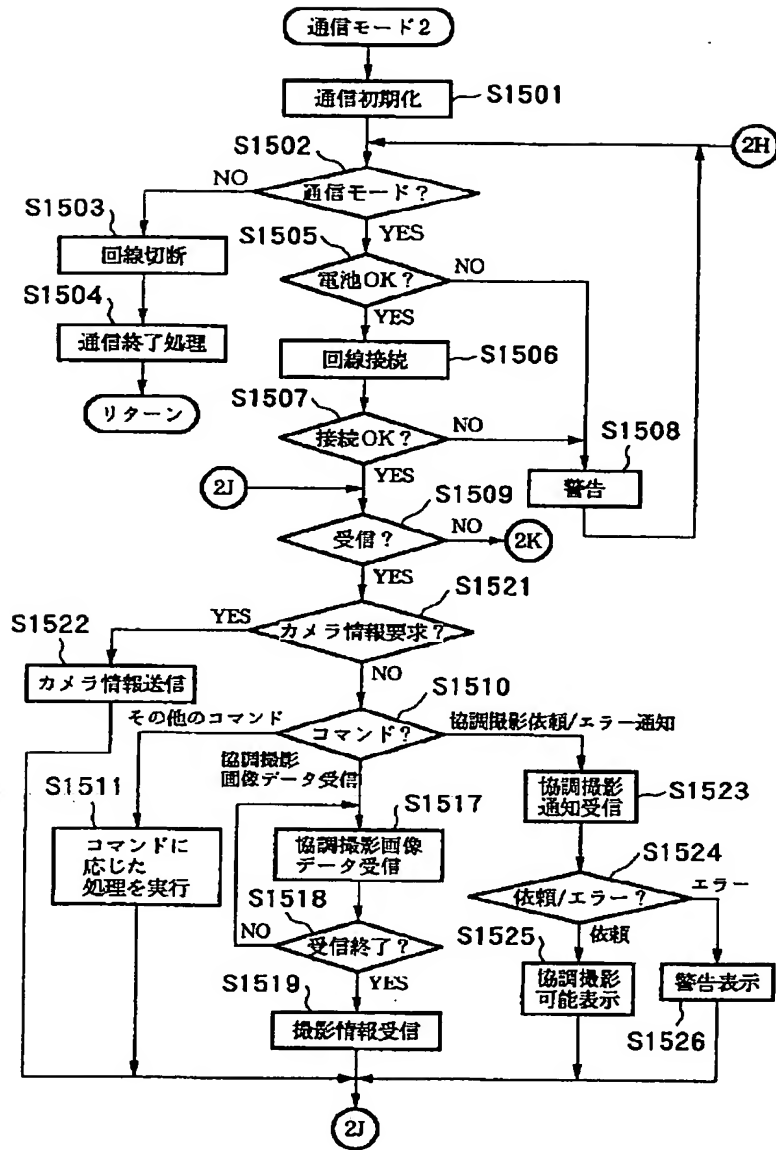 通信モード2
通信初期化
S1501
2H
S1502
通信モード?
NO
YES
S1503
回線切断
S1504
通信終了処理
リターン
S1505
電池OK?
NO
YES
回線接続
S1506
S1507
接続OK?
NO
YES
S1508
警告
2J
S1509
受信?
NO
2K
YES
S1521
カメラ情報要求?
YES
NO
S1522
カメラ情報送信
S1510
コマンド?
その他のコマンド
協調撮影
画像データ受信
協調撮影依頼/エラー通知
S1511
コマンドに
応じた
処理を実行
S1517
協調撮影画像
データ受信
S1518
受信終了?
NO
YES
S1519
撮影情報受信
協調撮影
通知受信
S1523
S1524
依頼/エラー?
エラー
依頼
S1525
協調撮影
可能表示
警告表示
S1526
2J